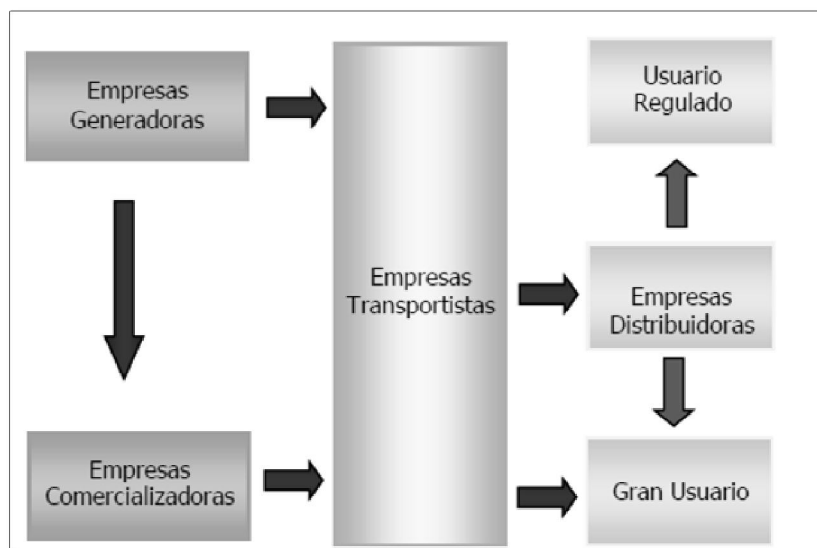 Empresas
Generadoras
Usuario
Regulado
Empresas
Transportistas
Empresas
Distribuidoras
Empresas
Comercializadoras
Gran Usuario